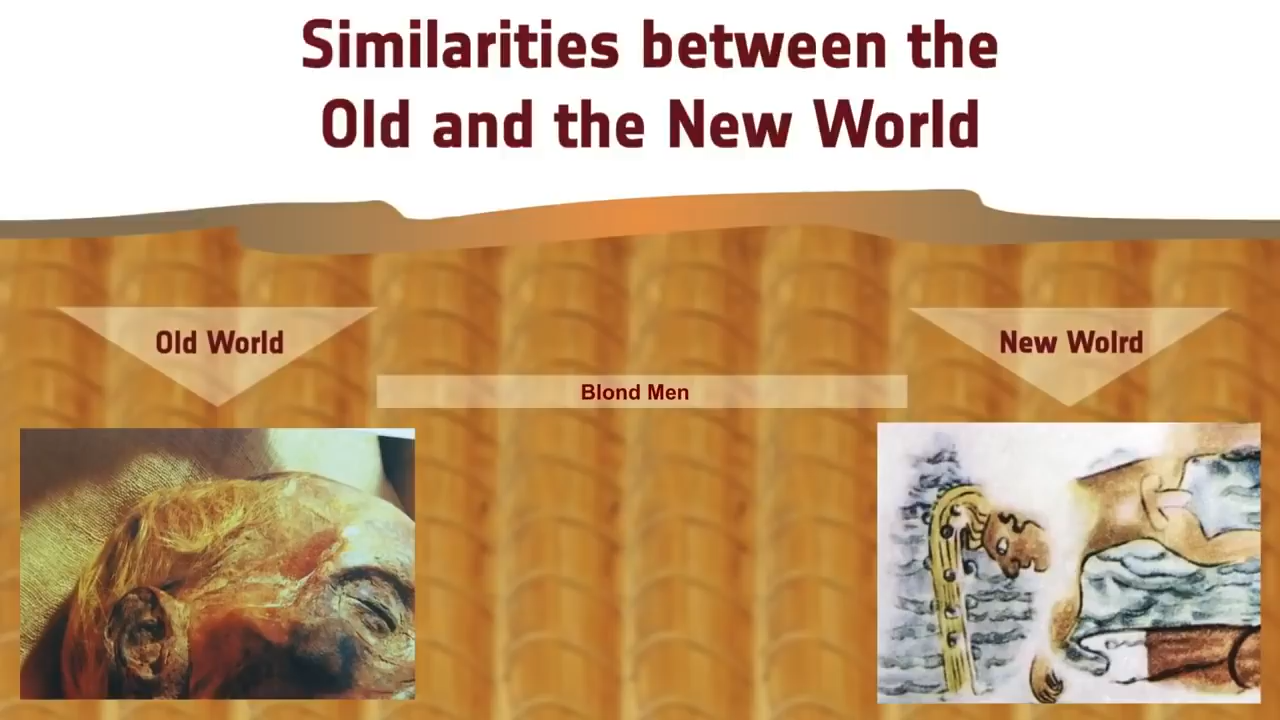 Similarities between the
Old and the New World
Old World
New Wolrd
Blond Men